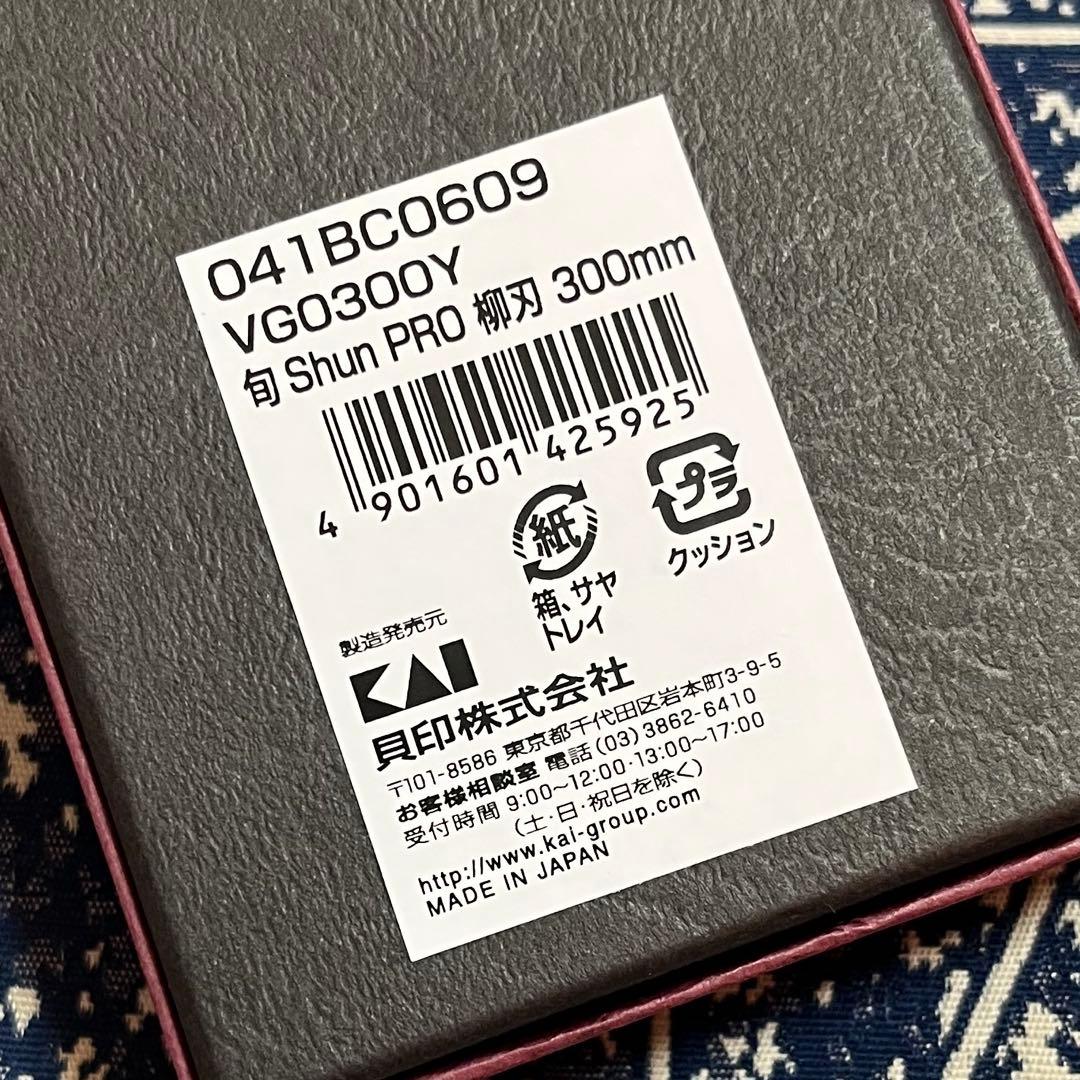 041BC0609
VG0300Y
旬 Shun PRO 柳刃 300mm
4 901601 425925
紙
箱、サヤ
トレイ
プラ
クッション
製造発売元
KAI
貝印株式会社
〒101-8586 東京都千代田区岩本町3-9-5
お客様相談室 電話(03)3862-6410
受付時間 9:00~12:00・13:00~17:00
(土・日・祝日を除く)
http://www.kai-group.com
MADE IN JAPAN